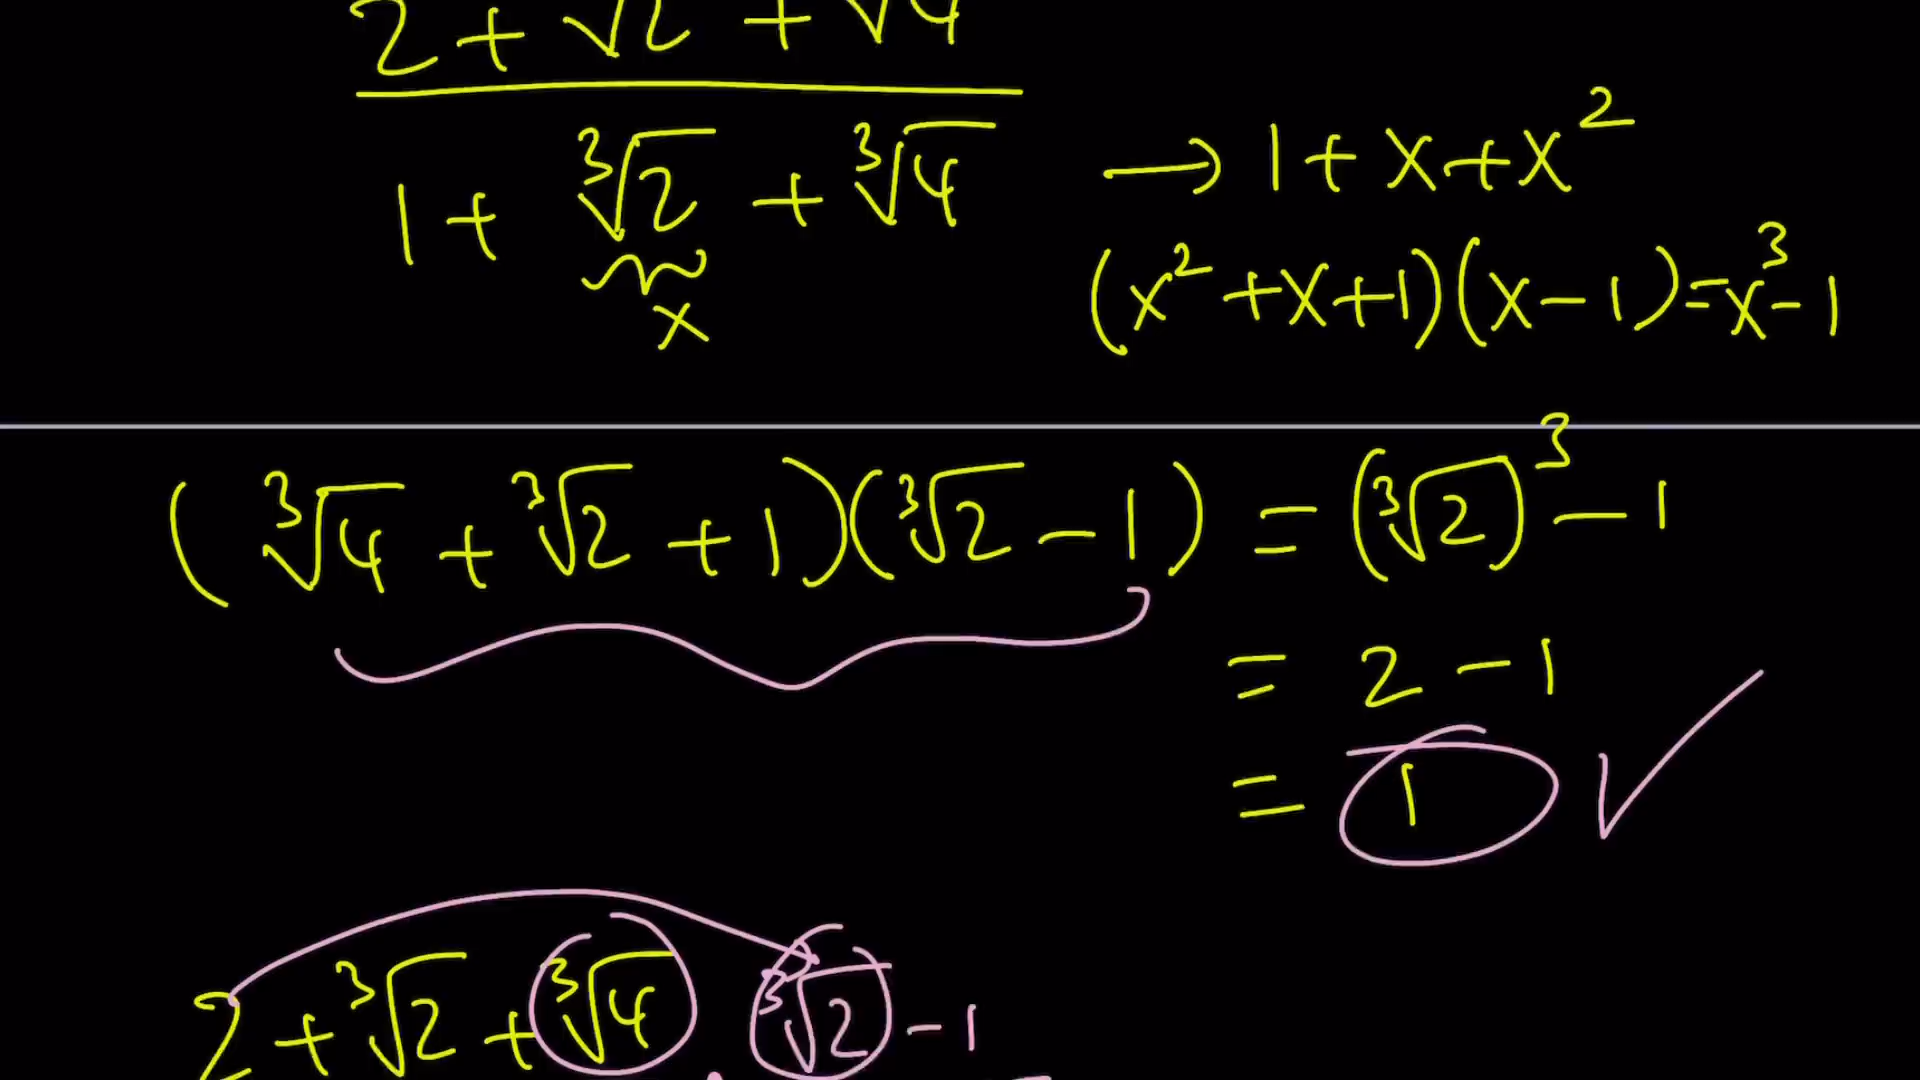 2 + √2 + √4
1 + ∛2 + ∛4 → 1 + x + x²
x
(x² + x + 1)(x − 1) = x³ − 1
(∛4 + ∛2 + 1)(∛2 − 1) = (∛2)³ − 1
= 2 − 1
= 1 ✓
2 + ∛2 + ∛4 · ∛2 − 1